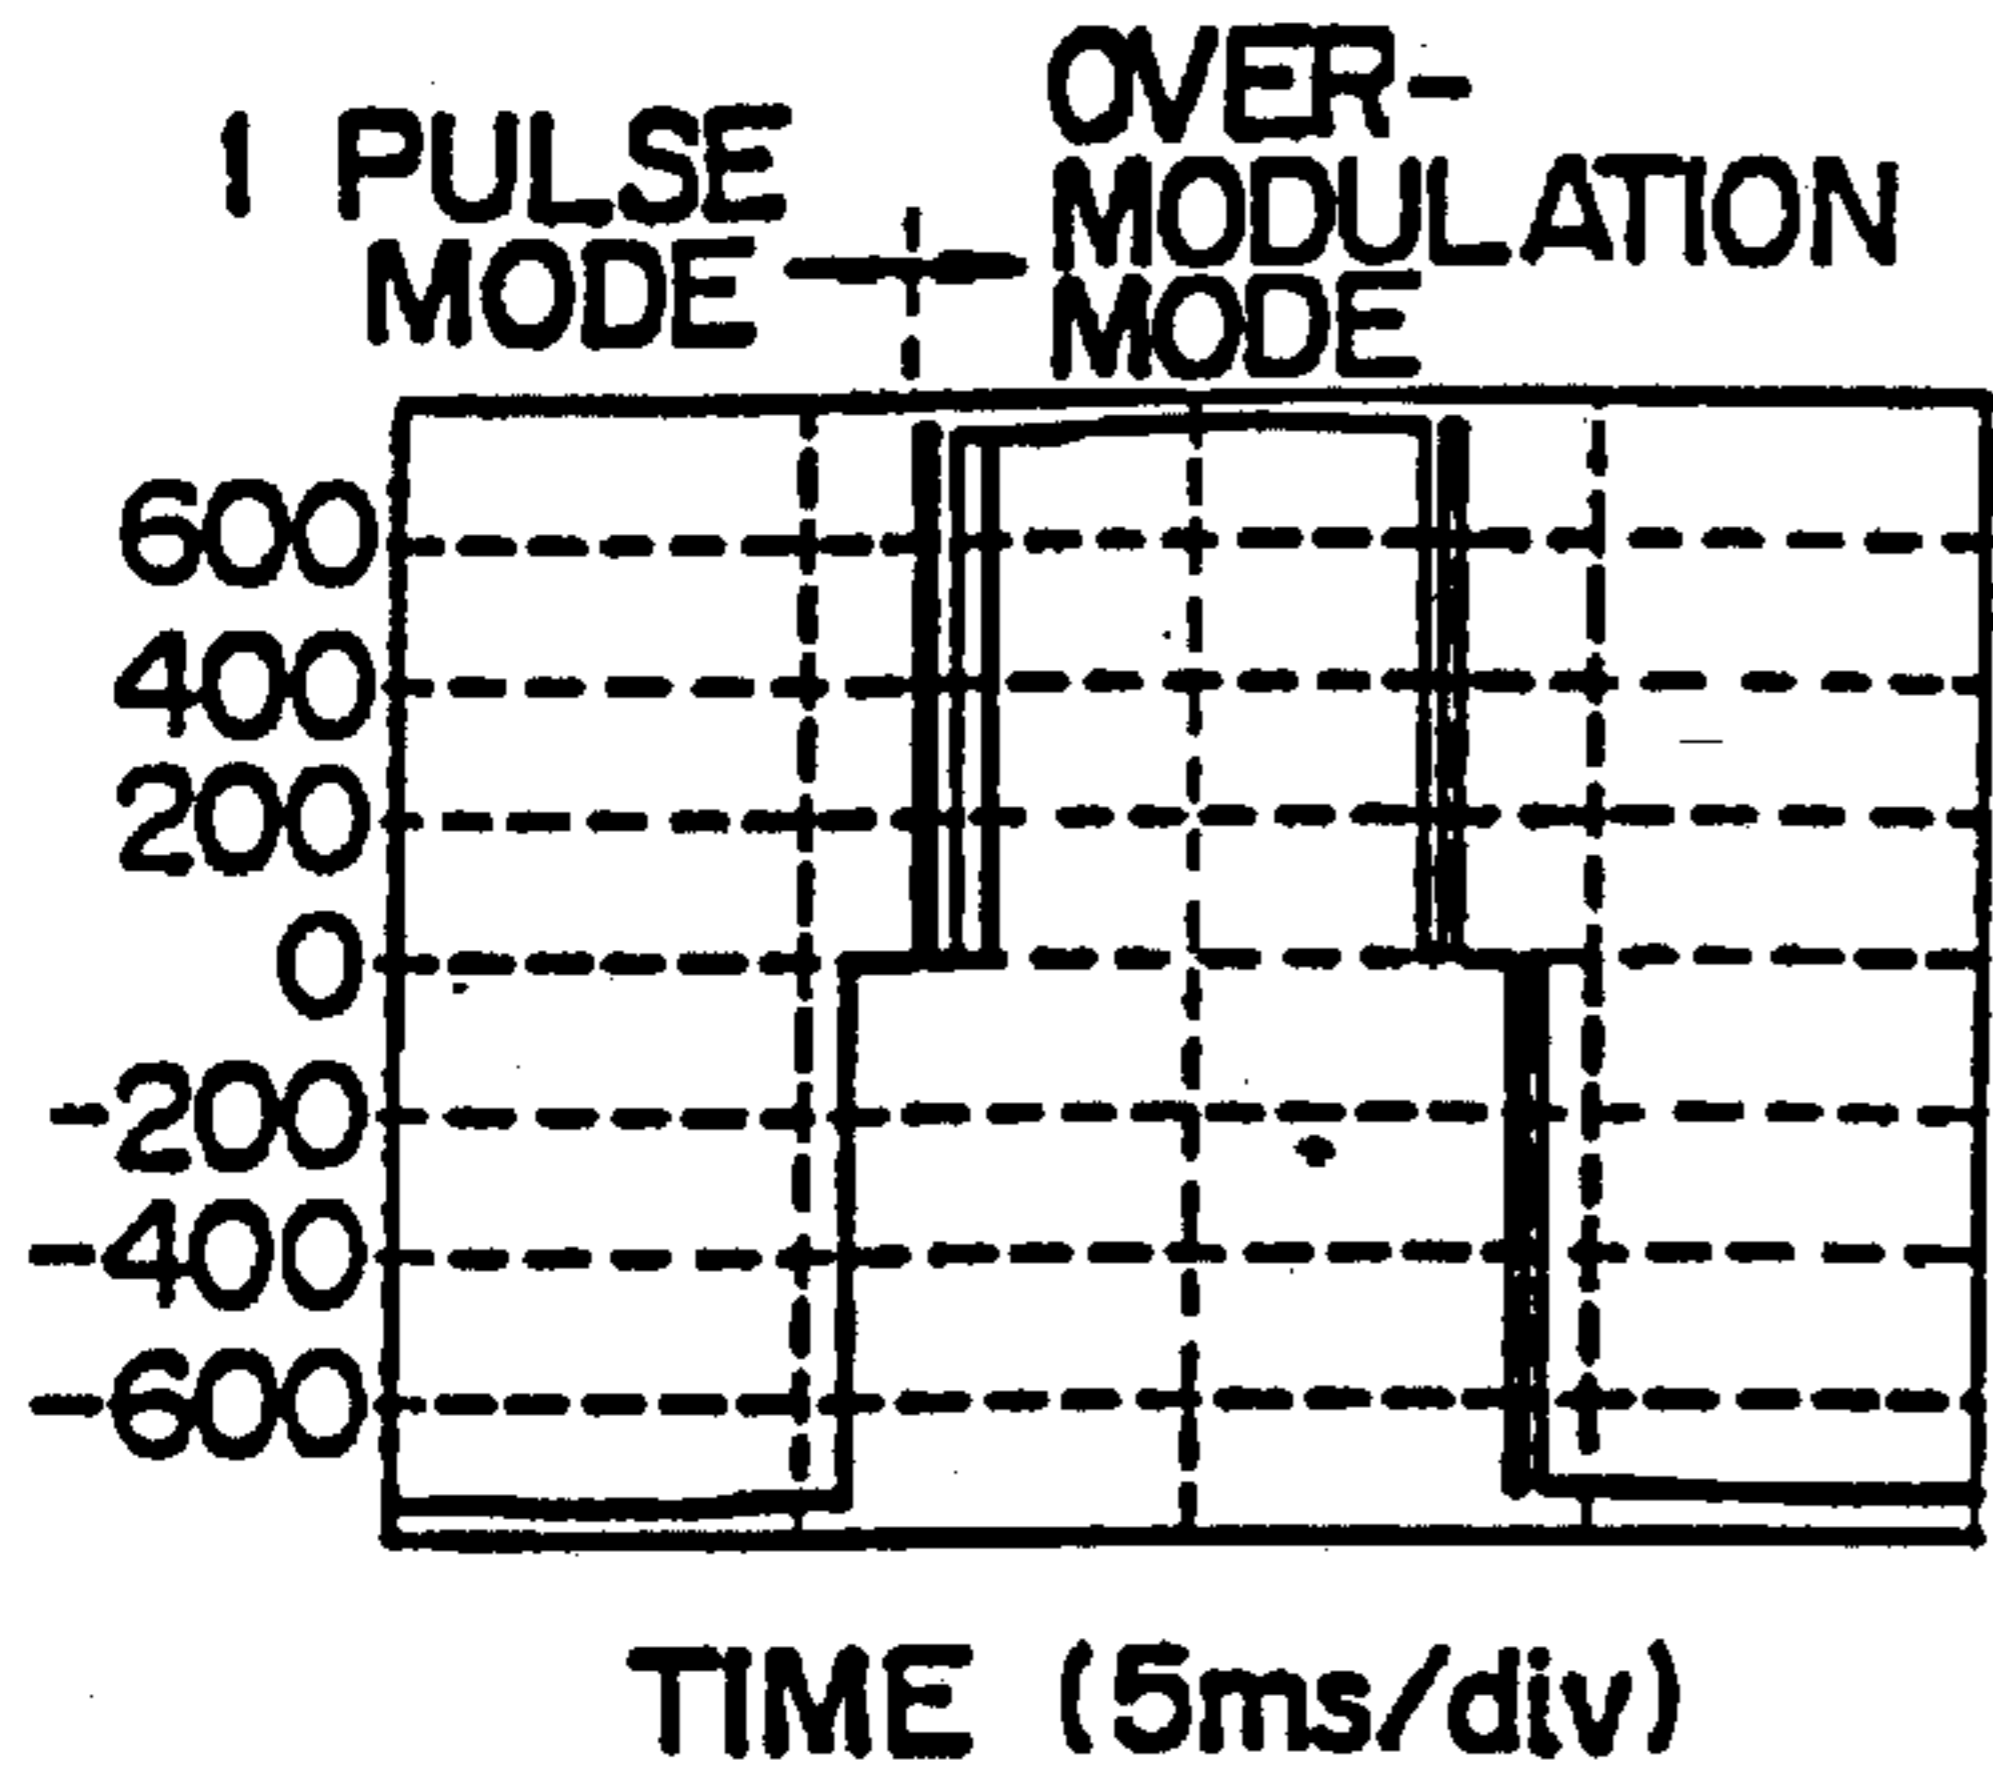 1 PULSE
MODE
OVER-
MODULATION
MODE
600
400
200
0
-200
-400
-600
TIME (5ms/div)